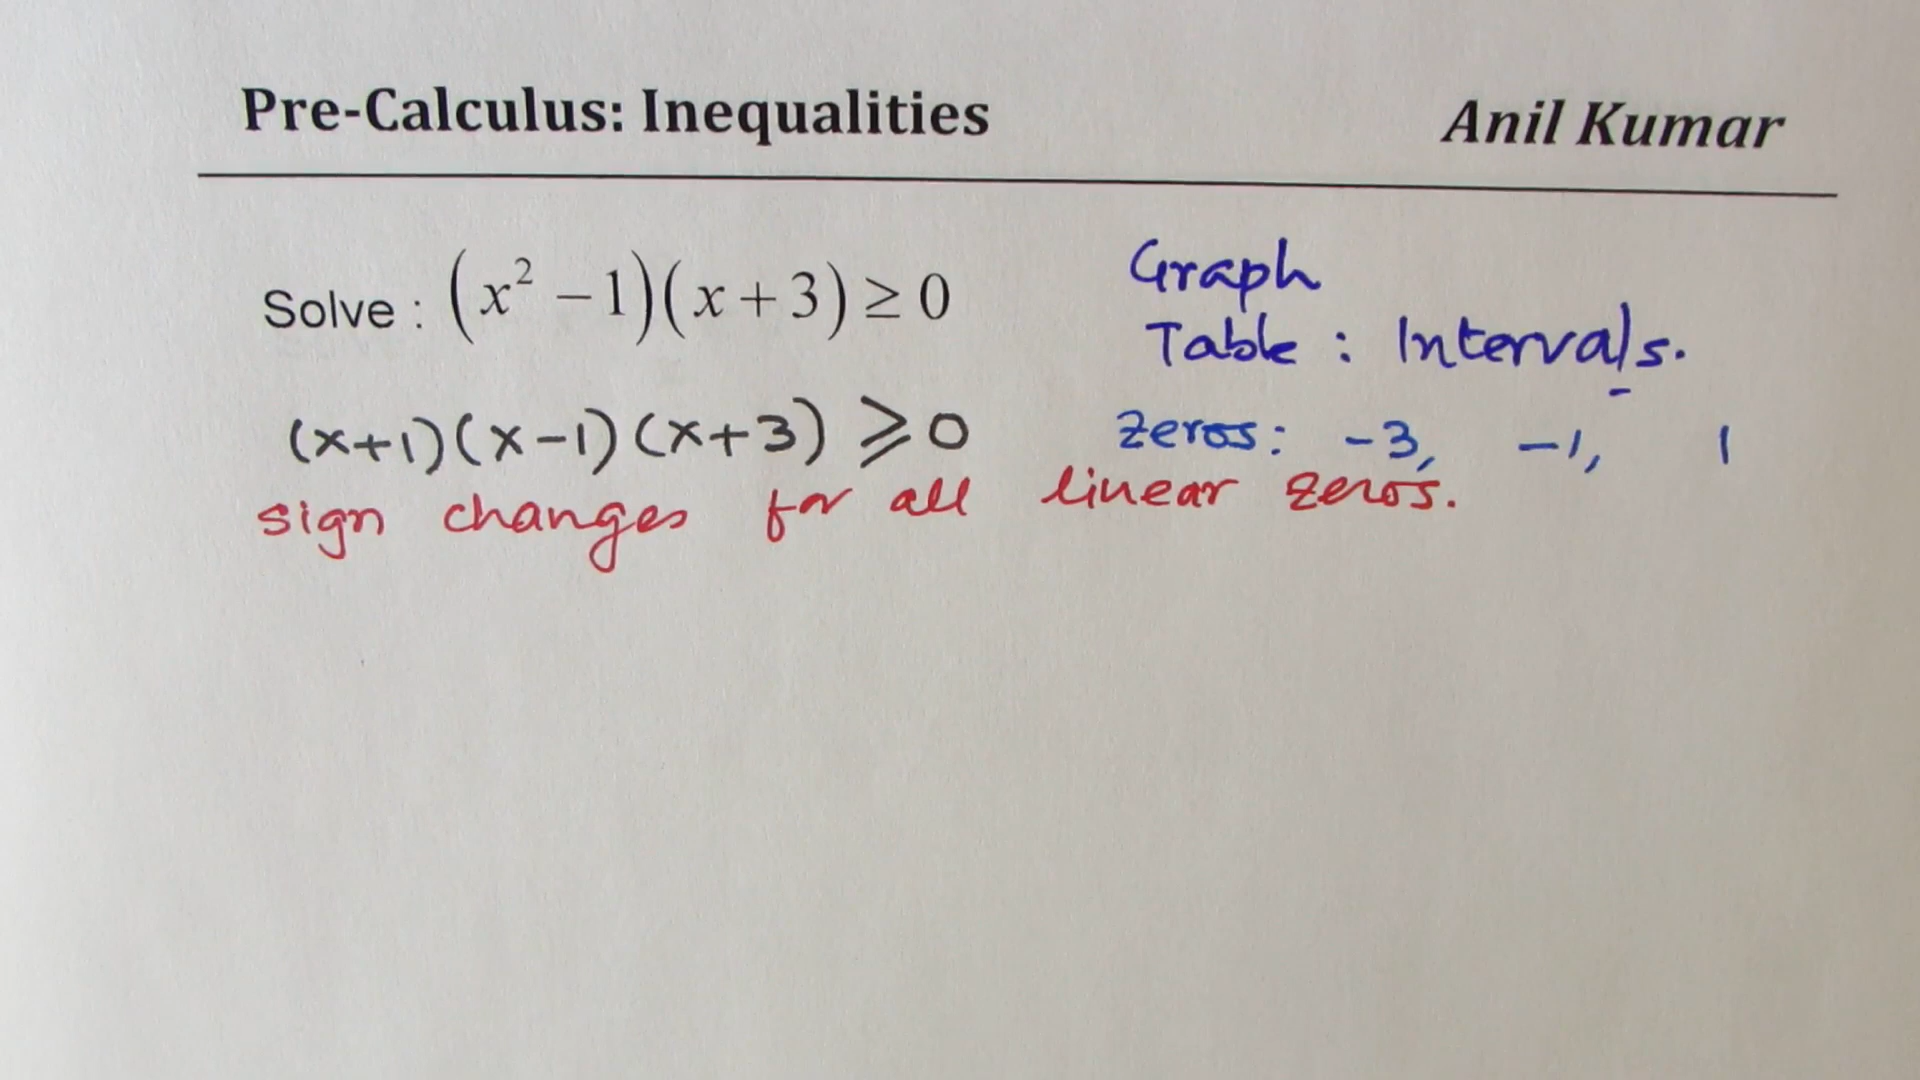 Pre-Calculus: Inequalities
Anil Kumar
Solve : (x² − 1)(x + 3) ≥ 0
Graph
Table : Intervals.
(x+1)(x-1)(x+3) ⩾ 0
zeros: -3, -1, 1
sign changes for all linear zeros.